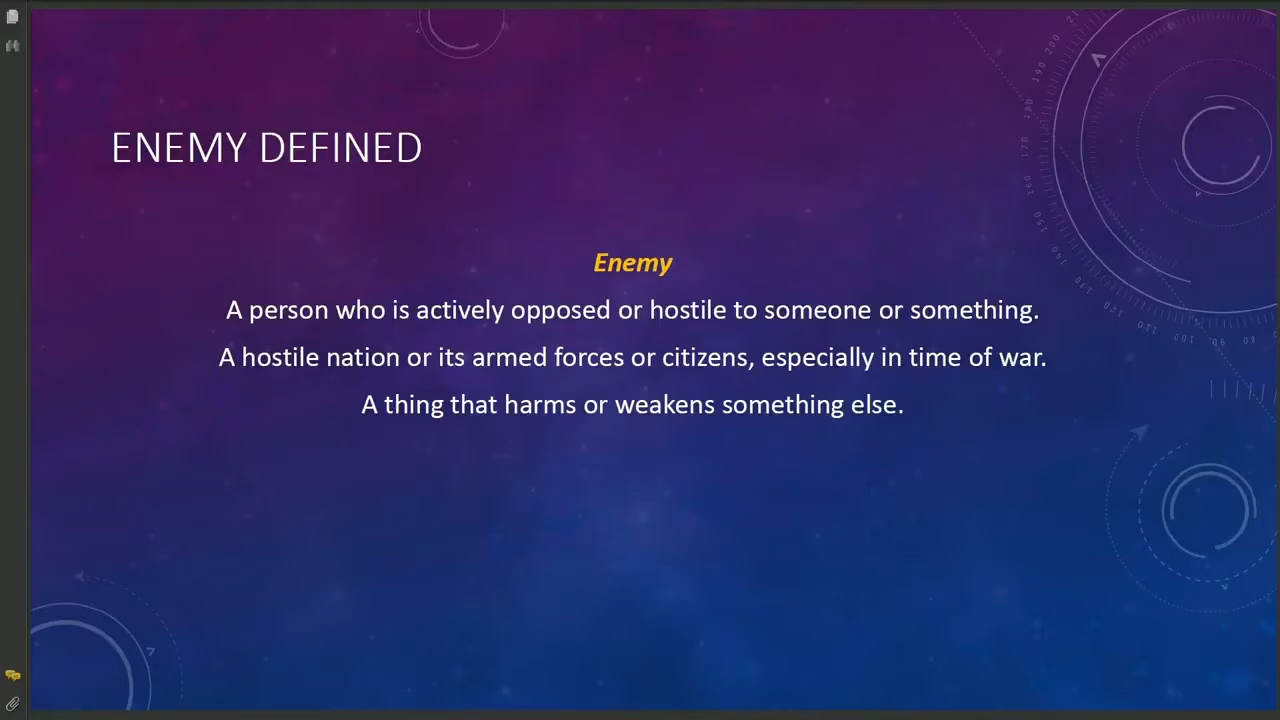 ENEMY DEFINED
Enemy
A person who is actively opposed or hostile to someone or something.
A hostile nation or its armed forces or citizens, especially in time of war.
A thing that harms or weakens something else.